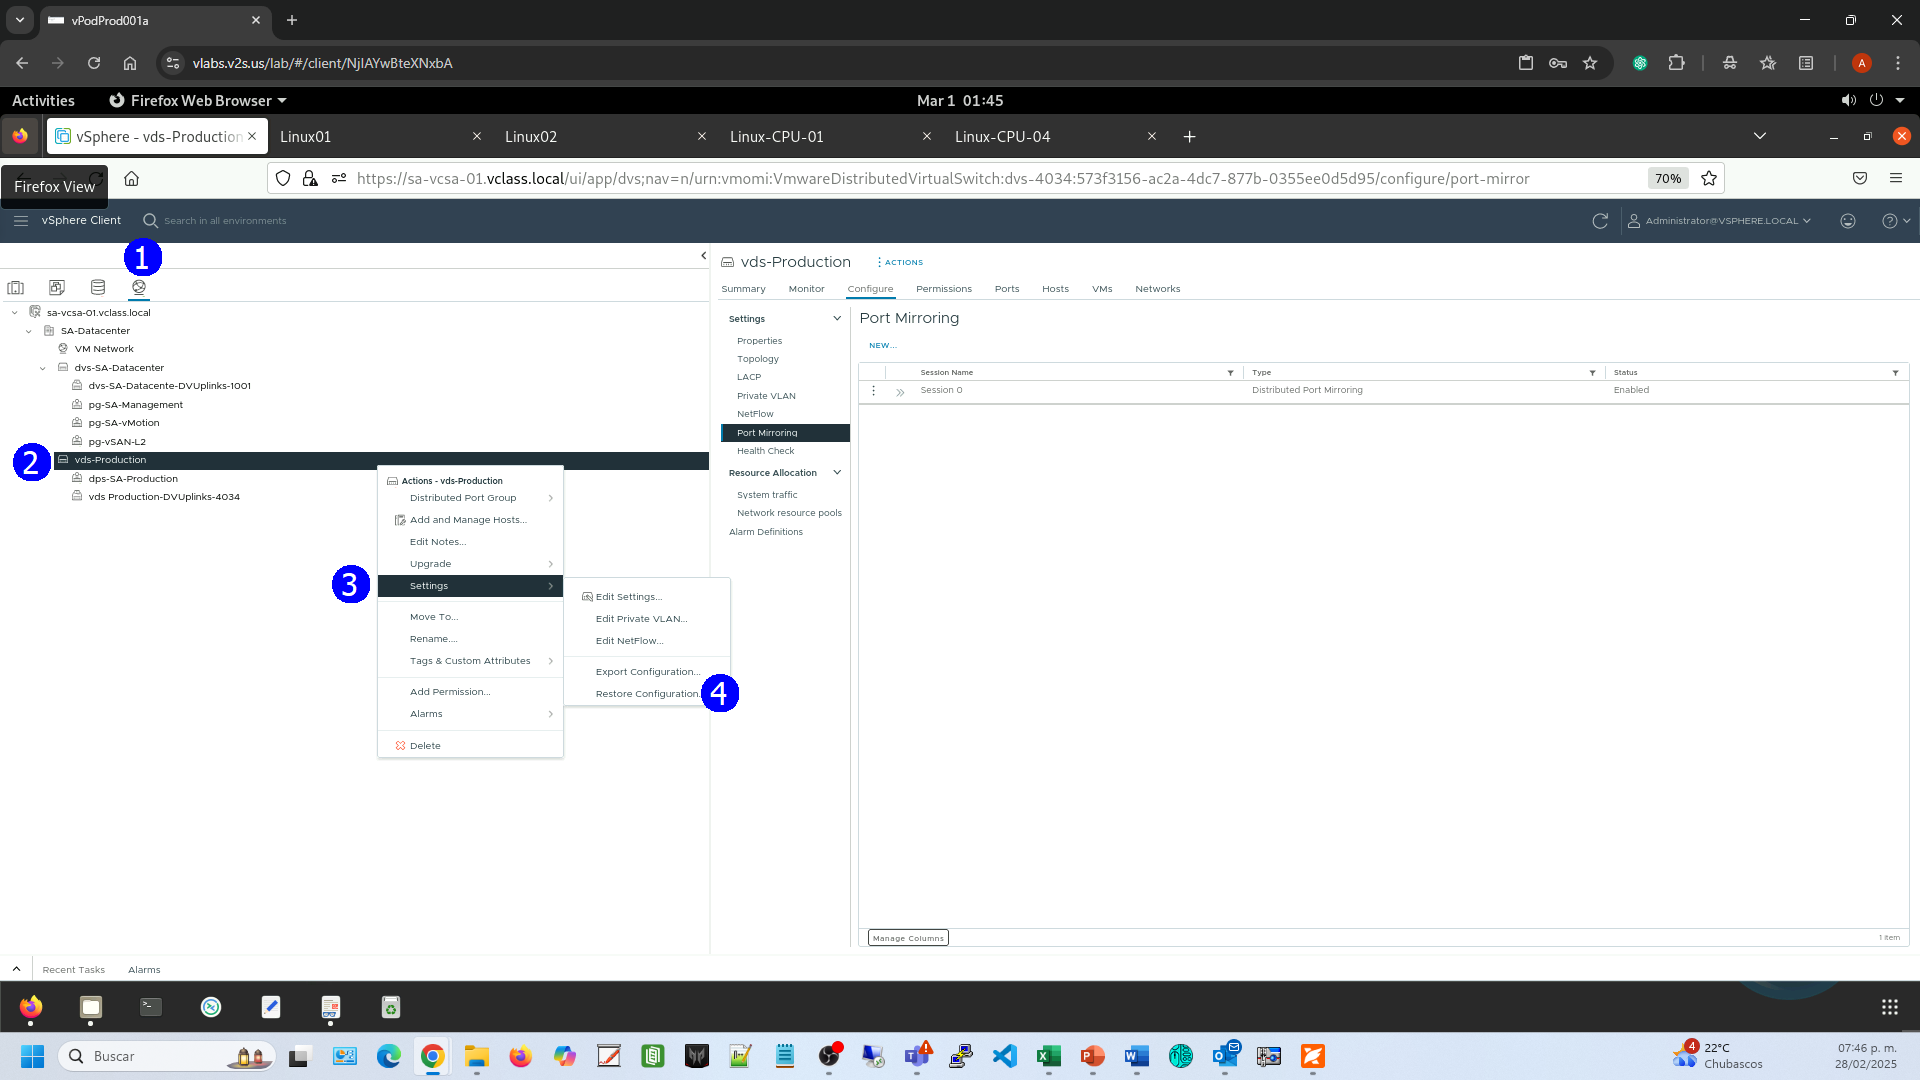 vPodProd001a
vlabs.v2s.us/lab/#/client/NjIAYwBteXNxbA
A
Activities
Firefox Web Browser
Mar 1 01:45
vSphere - vds-Production
Linux01
Linux02
Linux-CPU-01
Linux-CPU-04
Firefox View
https://sa-vcsa-01.vclass.local/ui/app/dvs;nav=n/urn:vmomi:VmwareDistributedVirtualSwitch:dvs-4034:573f3156-ac2a-4dc7-877b-0355ee0d5d95/configure/port-mirror
70%
vSphere Client
Search in all environments
Administrator@VSPHERE.LOCAL
1
sa-vcsa-01.vclass.local
SA-Datacenter
VM Network
dvs-SA-Datacenter
dvs-SA-Datacente-DVUplinks-1001
pg-SA-Management
pg-SA-vMotion
pg-vSAN-L2
2
vds-Production
dps-SA-Production
vds Production-DVUplinks-4034
Actions - vds-Production
Distributed Port Group
Add and Manage Hosts...
Edit Notes...
Upgrade
3
Settings
Move To...
Rename....
Tags & Custom Attributes
Add Permission...
Alarms
Delete
Edit Settings...
Edit Private VLAN...
Edit NetFlow...
Export Configuration...
Restore Configuration.
4
vds-Production
ACTIONS
Summary
Monitor
Configure
Permissions
Ports
Hosts
VMs
Networks
Settings
Properties
Topology
LACP
Private VLAN
NetFlow
Port Mirroring
Health Check
Resource Allocation
System traffic
Network resource pools
Alarm Definitions
Port Mirroring
NEW...
Session Name
Type
Status
Session 0
Distributed Port Mirroring
Enabled
Manage Columns
1 item
Recent Tasks
Alarms
Buscar
4
22°C
Chubascos
07:46 p. m.
28/02/2025